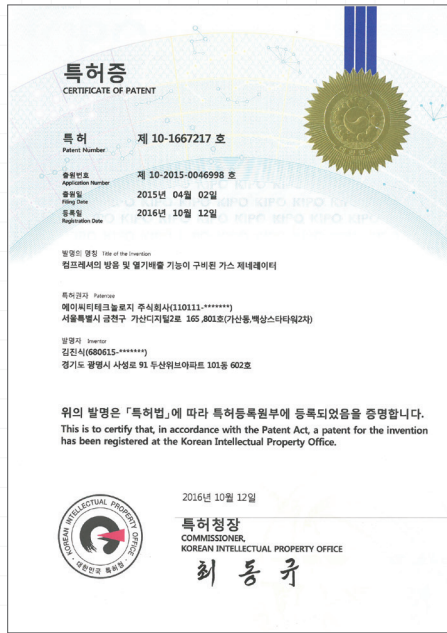 특허증
CERTIFICATE OF PATENT
특 허 제 10-1667217 호
Patent Number
출원번호 제 10-2015-0046998 호
Application Number
출원일 2015년 04월 02일
Filing Date
등록일 2016년 10월 12일
Registration Date
발명의 명칭 Title of the Invention
컴프레셔의 방음 및 열기배출 기능이 구비된 가스 제네레이터
특허권자 Patentee
에이씨티테크놀로지 주식회사(110111-*******)
서울특별시 금천구 가산디지털2로 165 ,801호(가산동,백상스타타워2차)
발명자 Inventor
김진식(680615-*******)
경기도 광명시 사성로 91 두산위브아파트 101동 602호
위의 발명은 「특허법」에 따라 특허등록원부에 등록되었음을 증명합니다.
This is to certify that, in accordance with the Patent Act, a patent for the invention
has been registered at the Korean Intellectual Property Office.
2016년 10월 12일
특허청장
COMMISSIONER,
KOREAN INTELLECTUAL PROPERTY OFFICE
최동규
KOREAN INTELLECTUAL PROPERTY OFFICE
대한민국 특허청